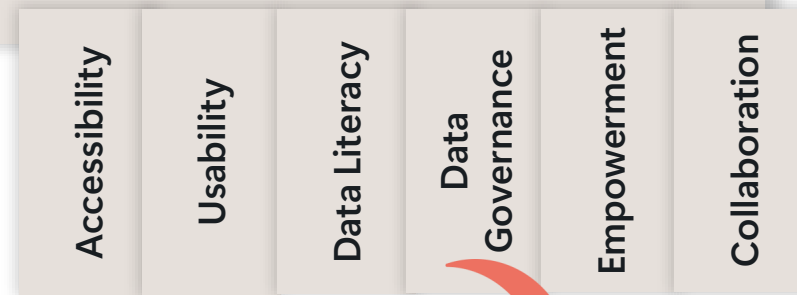 Accessibility
Usability
Data Literacy
Data
Governance
Empowerment
Collaboration